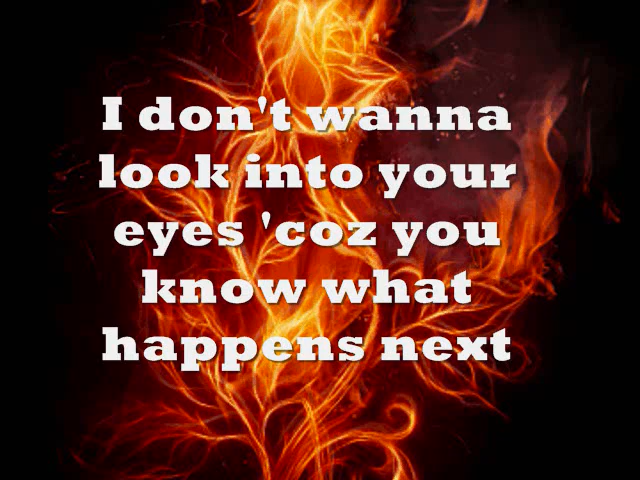 I don't wanna
look into your
eyes 'coz you
know what
happens next